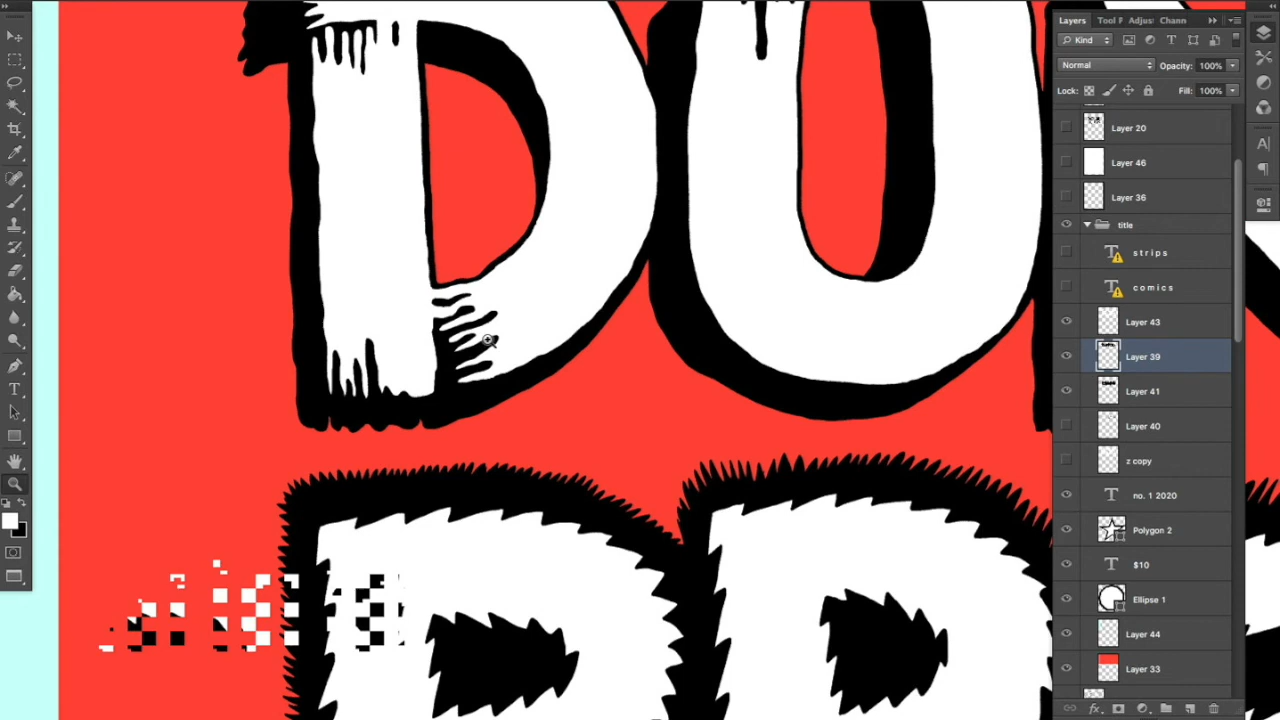 DU
Layers Tool P Adjus Chann
Kind
Normal Opacity: 100%
Lock: Fill: 100%
Layer 20
Layer 46
Layer 36
title
strips
comics
Layer 43
Layer 39
Layer 41
Layer 40
z copy
no. 1 2020
Polygon 2
$10
Ellipse 1
Layer 44
Layer 33